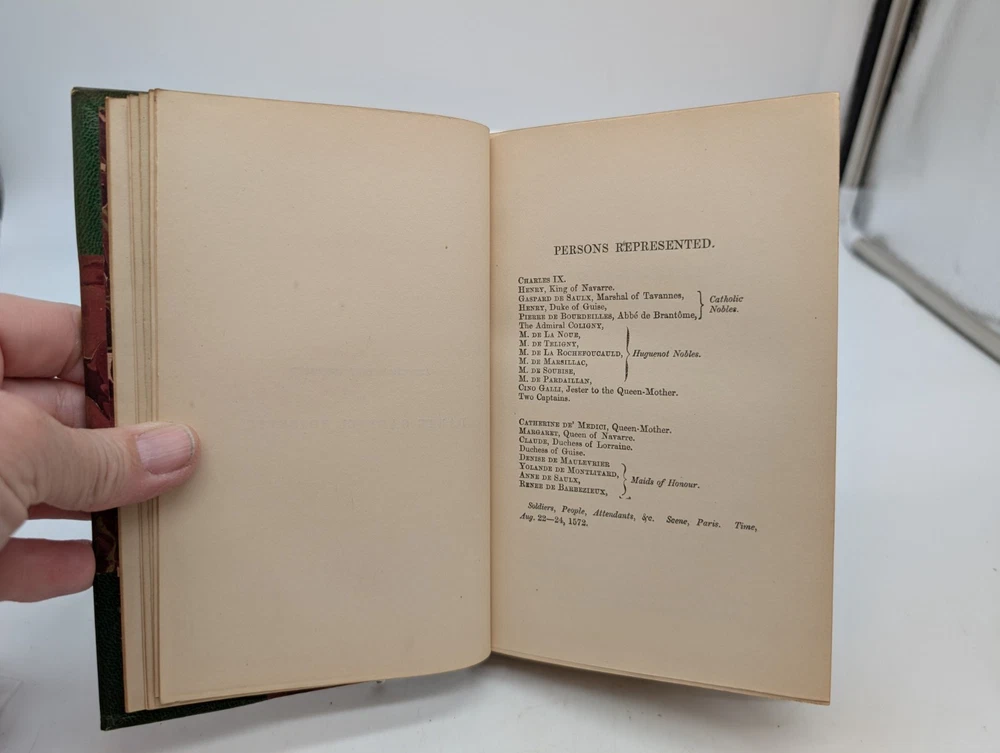 PERSONS REPRESENTED.
CHARLES IX.
HENRY, King of Navarre.
GASPARD DE SAULX, Marshal of Tavannes,
HENRY, Duke of Guise,
PIERRE DE BOURDEILLES, Abbé de Brantôme,
Catholic
Nobles.
The Admiral COLIGNY,
M. DE LA NOUE,
M. DE TELIGNY,
M. DE LA ROCHEFOUCAULD,
M. DE MARSILLAC,
M. DE SOUBISE,
M. DE PARDAILLAN,
Huguenot Nobles.
CINO GALLI, Jester to the Queen-Mother.
Two Captains.
CATHERINE DE' MEDICI, Queen-Mother.
MARGARET, Queen of Navarre.
CLAUDE, Duchess of Lorraine.
Duchess of Guise.
DENISE DE MAULEVRIER
YOLANDE DE MONTLITARD,
ANNE DE SAULX,
RENEE DE BARBEZIEUX,
Maids of Honour.
Soldiers, People, Attendants, &c. Scene, Paris. Time,
Aug. 22—24, 1572.